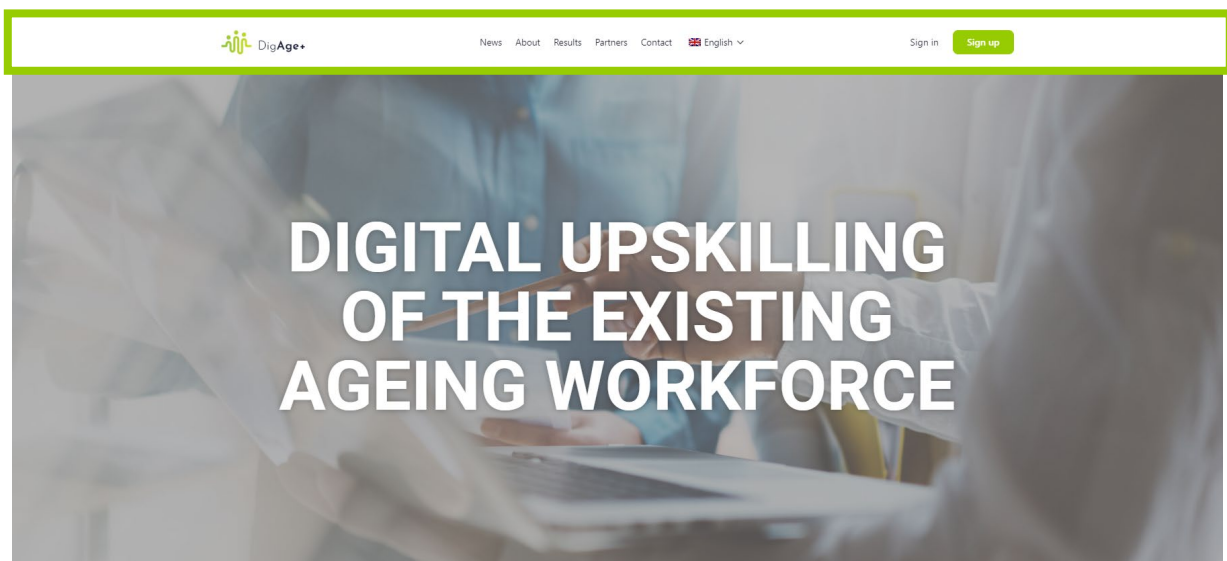 DigAge+
News About Results Partners Contact English
Sign in Sign up
DIGITAL UPSKILLING
OF THE EXISTING
AGEING WORKFORCE